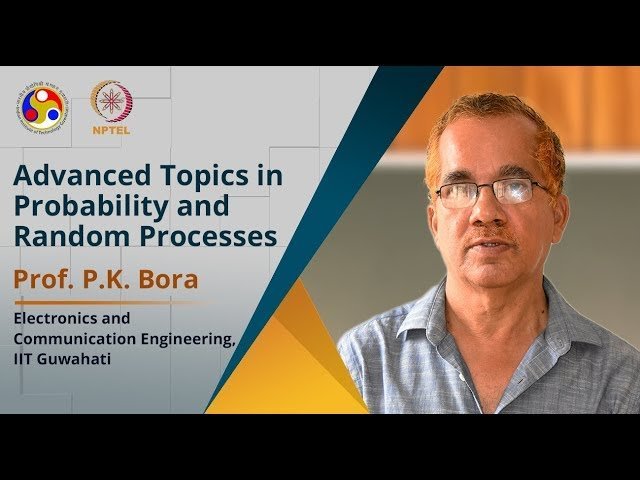 NPTEL
Advanced Topics in
Probability and
Random Processes
Prof. P.K. Bora
Electronics and
Communication Engineering,
IIT Guwahati